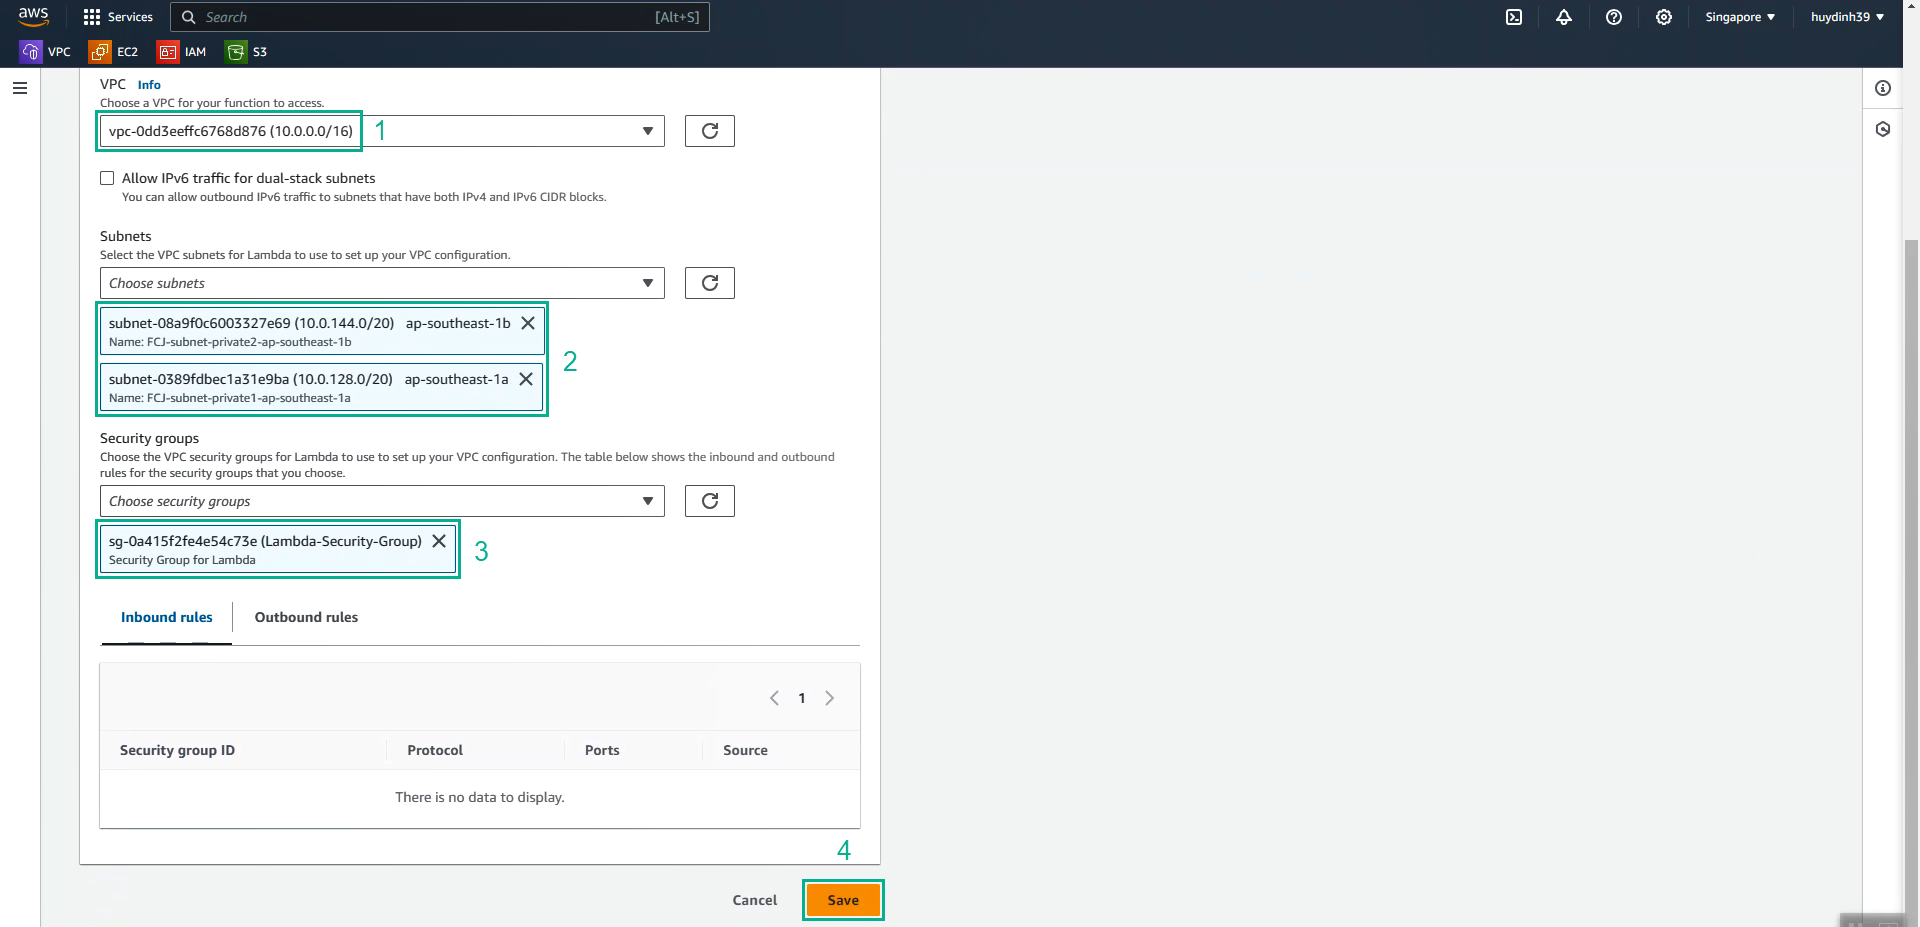 aws
Services
Search
[Alt+S]
Singapore
huydinh39
VPC
EC2
IAM
S3
VPC Info
Choose a VPC for your function to access.
vpc-0dd3eeffc6768d876 (10.0.0.0/16)
1
Allow IPv6 traffic for dual-stack subnets
You can allow outbound IPv6 traffic to subnets that have both IPv4 and IPv6 CIDR blocks.
Subnets
Select the VPC subnets for Lambda to use to set up your VPC configuration.
Choose subnets
subnet-08a9f0c6003327e69 (10.0.144.0/20) ap-southeast-1b
Name: FCJ-subnet-private2-ap-southeast-1b
2
subnet-0389fdbec1a31e9ba (10.0.128.0/20) ap-southeast-1a
Name: FCJ-subnet-private1-ap-southeast-1a
Security groups
Choose the VPC security groups for Lambda to use to set up your VPC configuration. The table below shows the inbound and outbound
rules for the security groups that you choose.
Choose security groups
sg-0a415f2fe4e54c73e (Lambda-Security-Group)
Security Group for Lambda
3
Inbound rules
Outbound rules
1
Security group ID
Protocol
Ports
Source
There is no data to display.
4
Cancel
Save